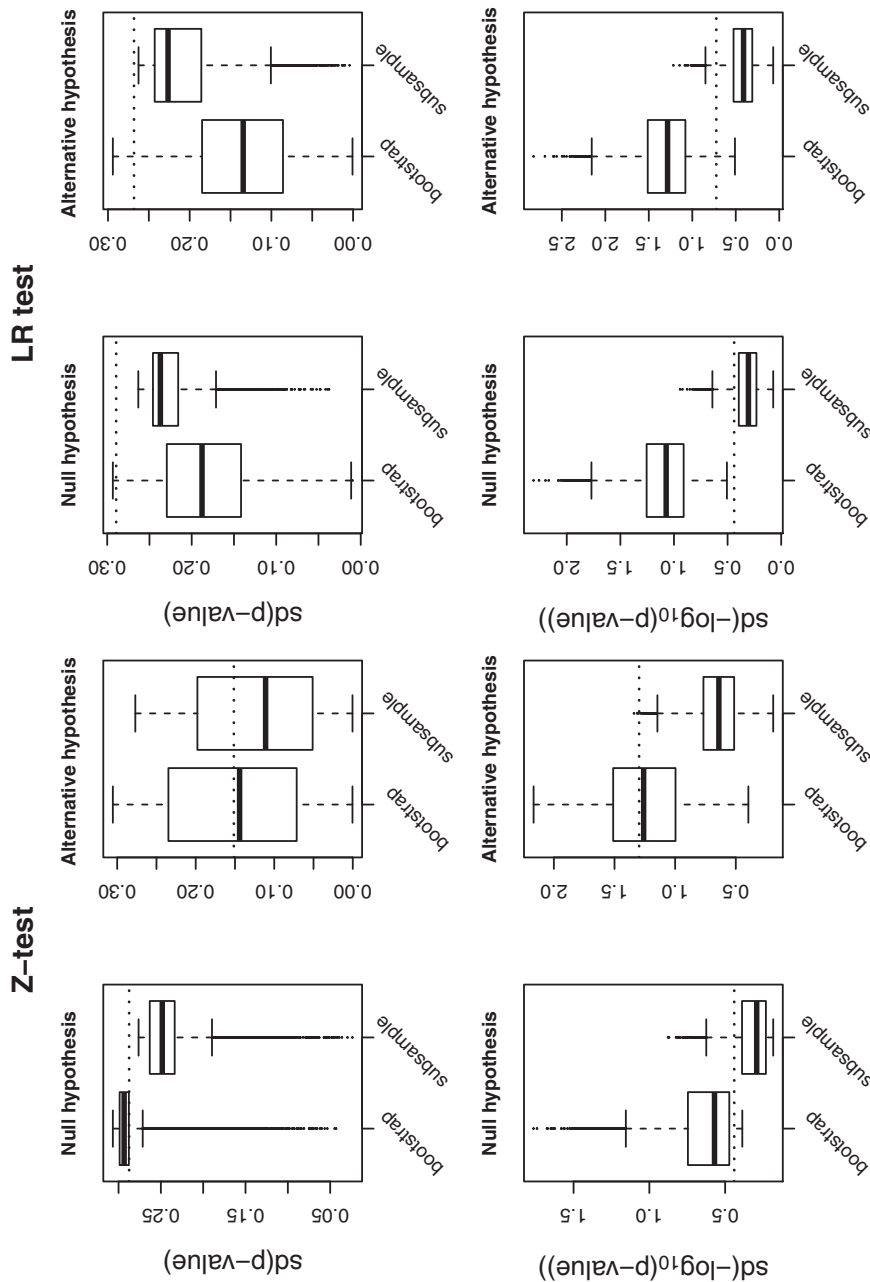 Z−test
LR test
Null hypothesis
Alternative hypothesis
Null hypothesis
Alternative hypothesis
sd(p−value)
0.05
0.15
0.25
bootstrap
subsample
0.00
0.10
0.20
0.30
bootstrap
subsample
sd(p−value)
0.00
0.10
0.20
0.30
bootstrap
subsample
0.00
0.10
0.20
0.30
bootstrap
subsample
Null hypothesis
Alternative hypothesis
Null hypothesis
Alternative hypothesis
sd(−log10(p−value))
0.5
1.0
1.5
bootstrap
subsample
0.5
1.0
1.5
2.0
bootstrap
subsample
sd(−log10(p−value))
0.0
0.5
1.0
1.5
2.0
bootstrap
subsample
0.0
0.5
1.0
1.5
2.0
2.5
bootstrap
subsample